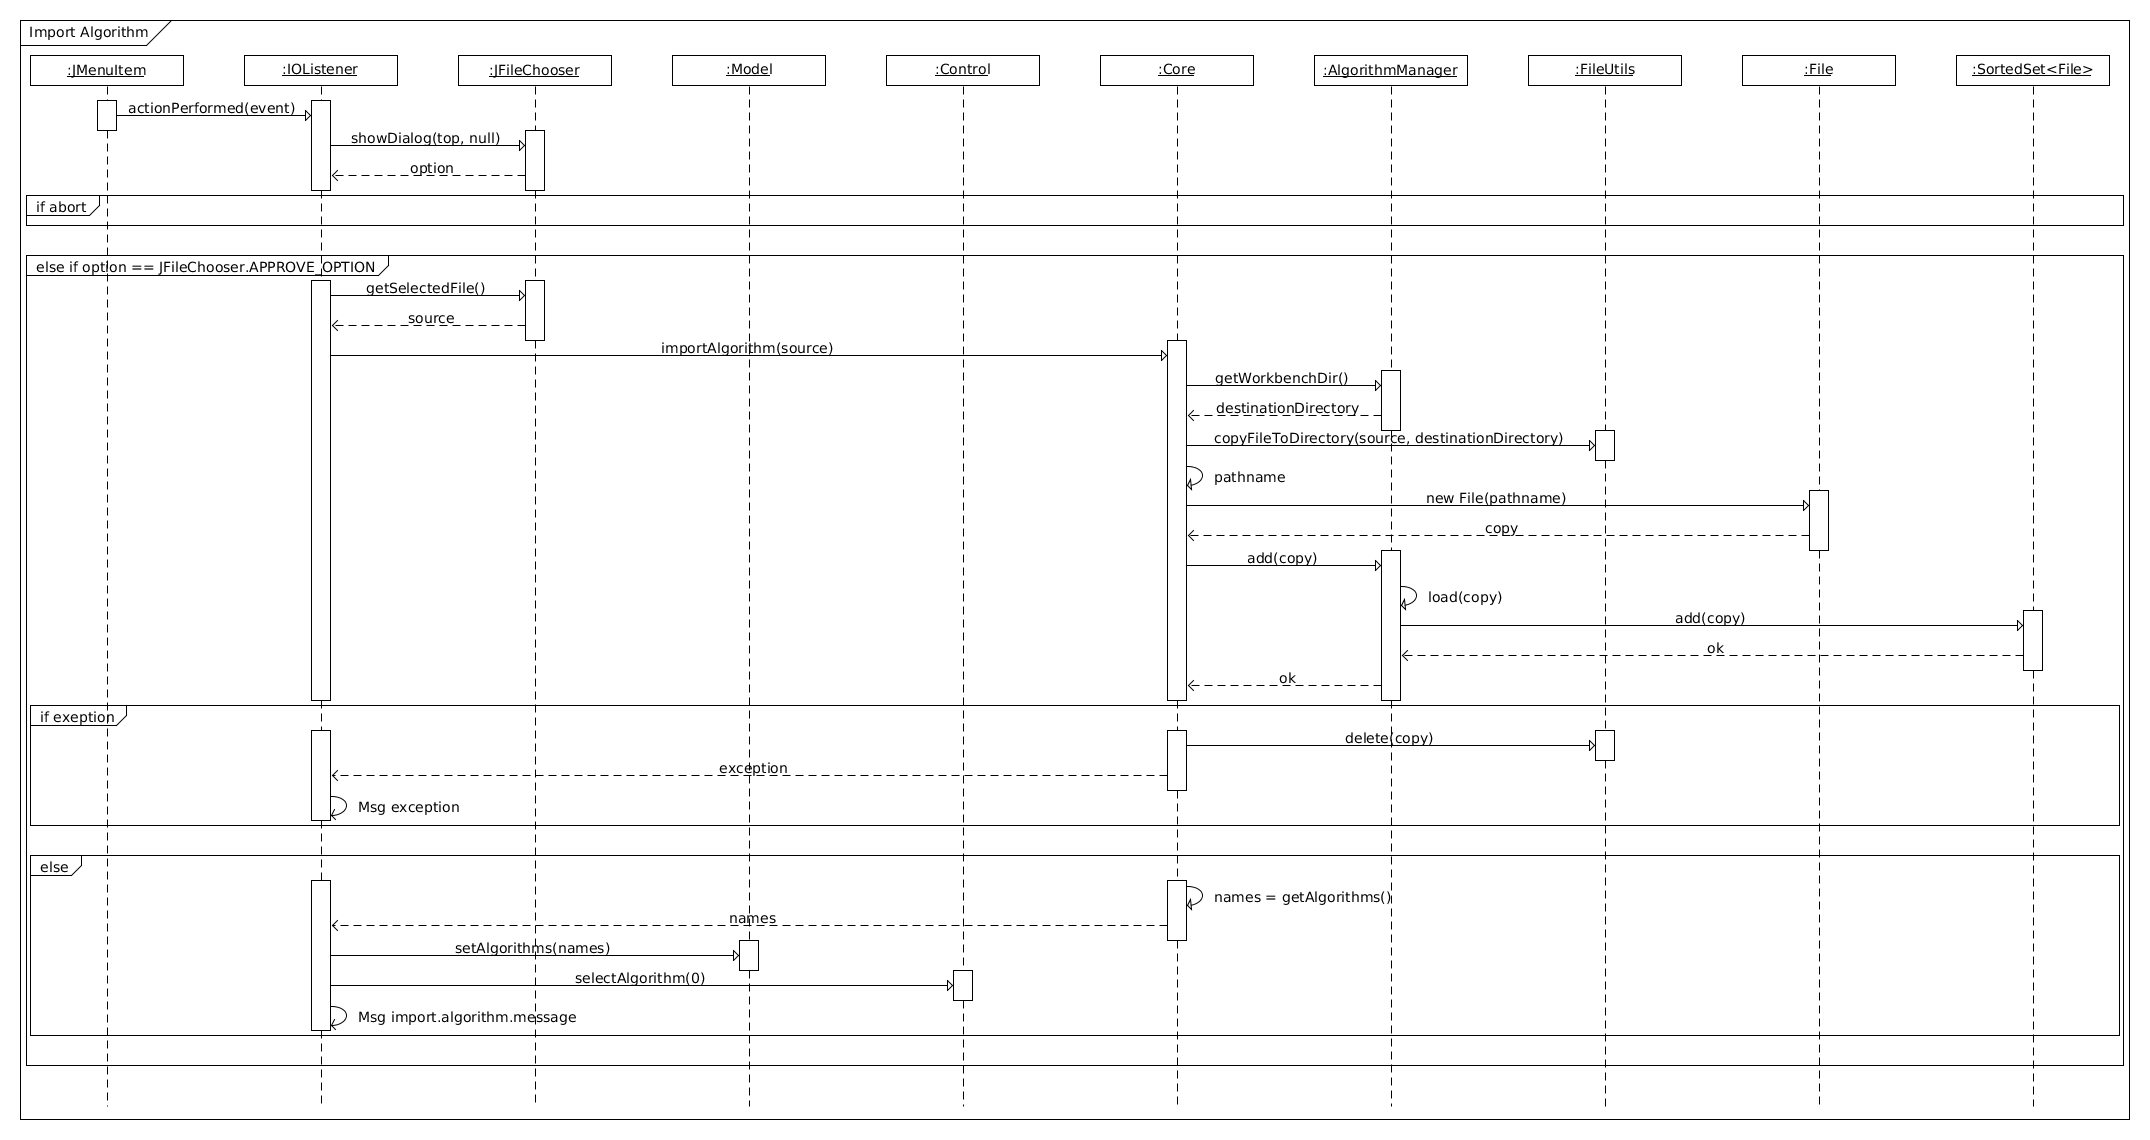 Import Algorithm
:JMenuItem
:IOListener
:JFileChooser
:Model
:Control
:Core
:AlgorithmManager
:FileUtils
:File
:SortedSet<File>
actionPerformed(event)
showDialog(top, null)
option
if abort
else if option == JFileChooser.APPROVE_OPTION
getSelectedFile()
source
importAlgorithm(source)
getWorkbenchDir()
destinationDirectory
copyFileToDirectory(source, destinationDirectory)
pathname
new File(pathname)
copy
add(copy)
load(copy)
add(copy)
ok
ok
if exeption
delete(copy)
exception
Msg exception
else
names = getAlgorithms()
names
setAlgorithms(names)
selectAlgorithm(0)
Msg import.algorithm.message